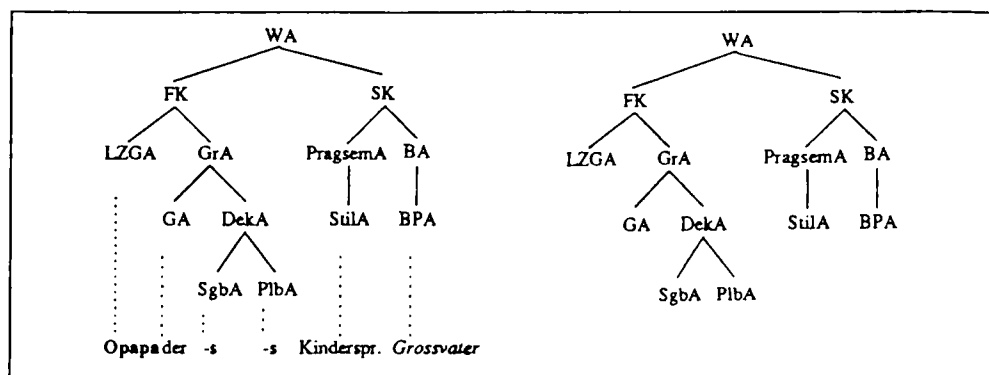 WA WA
FK SK FK SK
LZGA GrA PragsemA BA LZGA GrA PragsemA BA
GA DekA StilA BPA GA DekA StilA BPA
SgbA PlbA SgbA PlbA
Opapa der -s -s Kinderspr. Grossvater